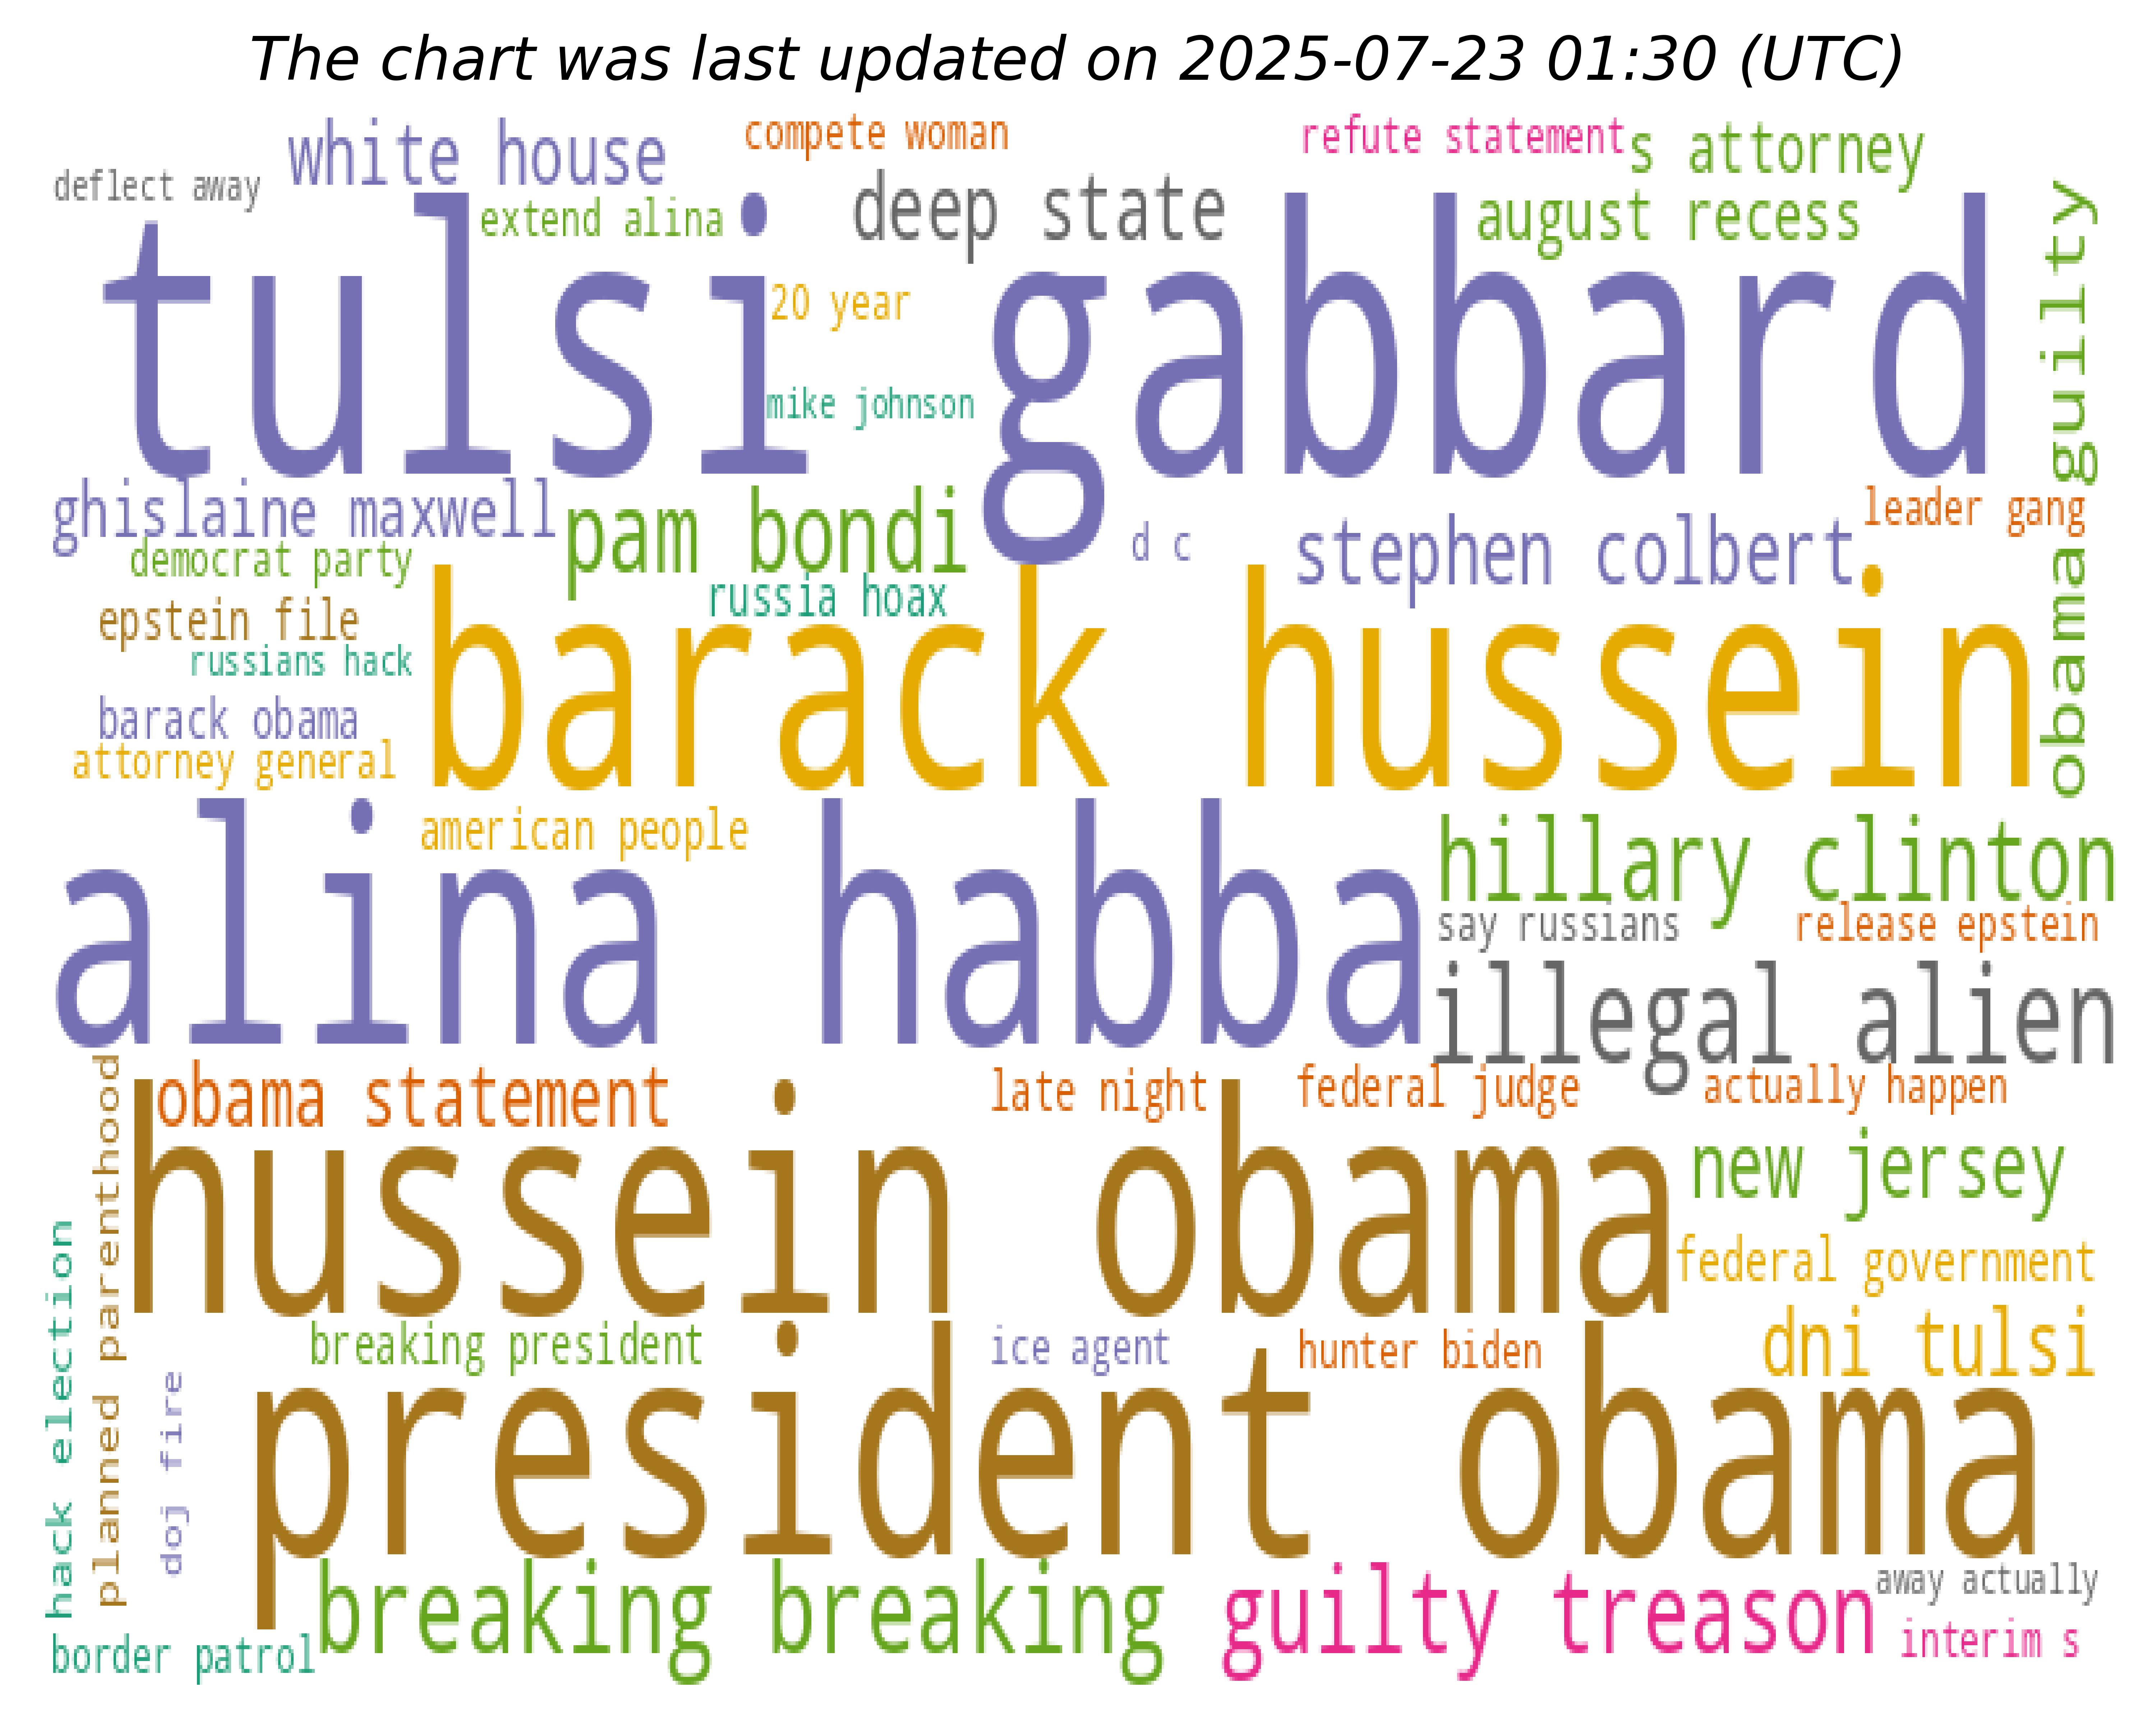 The chart was last updated on 2025-07-23 01:30 (UTC)
white house
compete woman
refute statement
s attorney
deflect away
extend alina
deep state
august recess
tulsi gabbard
20 year
mike johnson
obama guilty
ghislaine maxwell
pam bondi
d c
stephen colbert
leader gang
democrat party
russia hoax
epstein file
russians hack
barack hussein
barack obama
attorney general
american people
alina habba
hillary clinton
say russians
release epstein
illegal alien
obama statement
late night
federal judge
actually happen
hussein obama
new jersey
federal government
planned parenthood
hack election
breaking president
ice agent
hunter biden
dni tulsi
doj fire
president obama
breaking breaking
guilty treason
away actually
interim s
border patrol